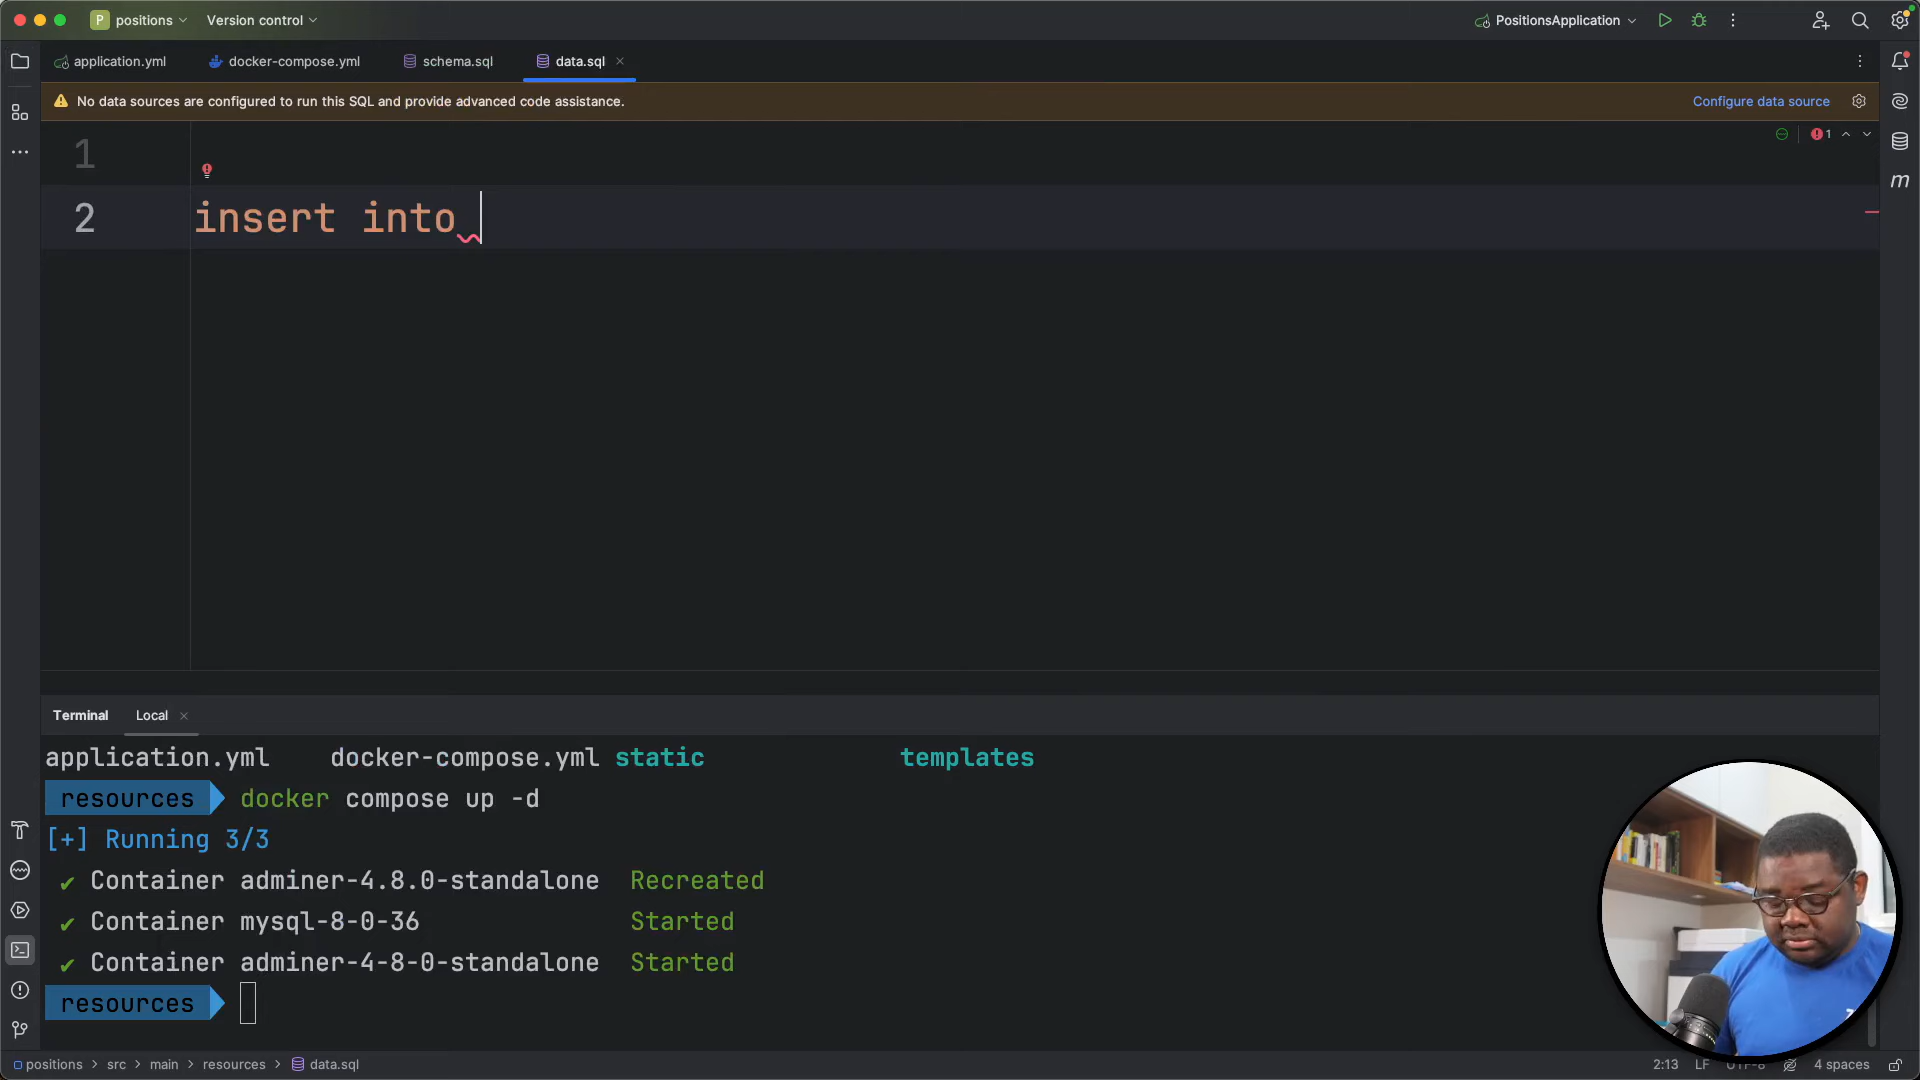 P positions Version control PositionsApplication
application.yml docker-compose.yml schema.sql data.sql
No data sources are configured to run this SQL and provide advanced code assistance. Configure data source
1
1
2 insert into
Terminal Local
application.yml docker-compose.yml static templates
resources docker compose up -d
[+] Running 3/3
✔ Container adminer-4.8.0-standalone Recreated
✔ Container mysql-8-0-36 Started
✔ Container adminer-4-8-0-standalone Started
resources
positions > src > main > resources > data.sql 2:13 LF UTF-8 4 spaces